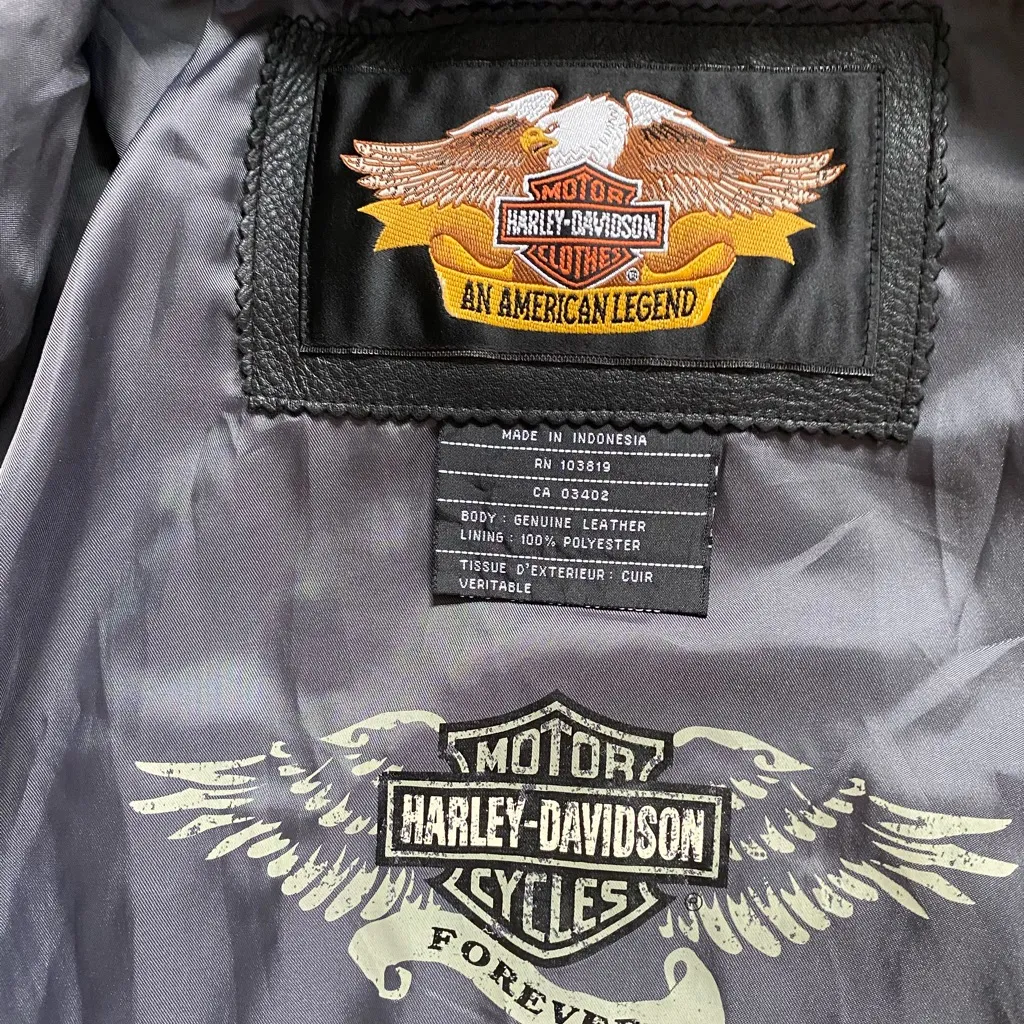 MOTOR
HARLEY-DAVIDSON
CLOTHES
®
AN AMERICAN LEGEND
MADE IN INDONESIA
RN 103819
CA 03402
BODY : GENUINE LEATHER
LINING : 100% POLYESTER
TISSUE D'EXTERIEUR : CUIR
VERITABLE
MOTOR
HARLEY-DAVIDSON
CYCLES
®
FOREVE